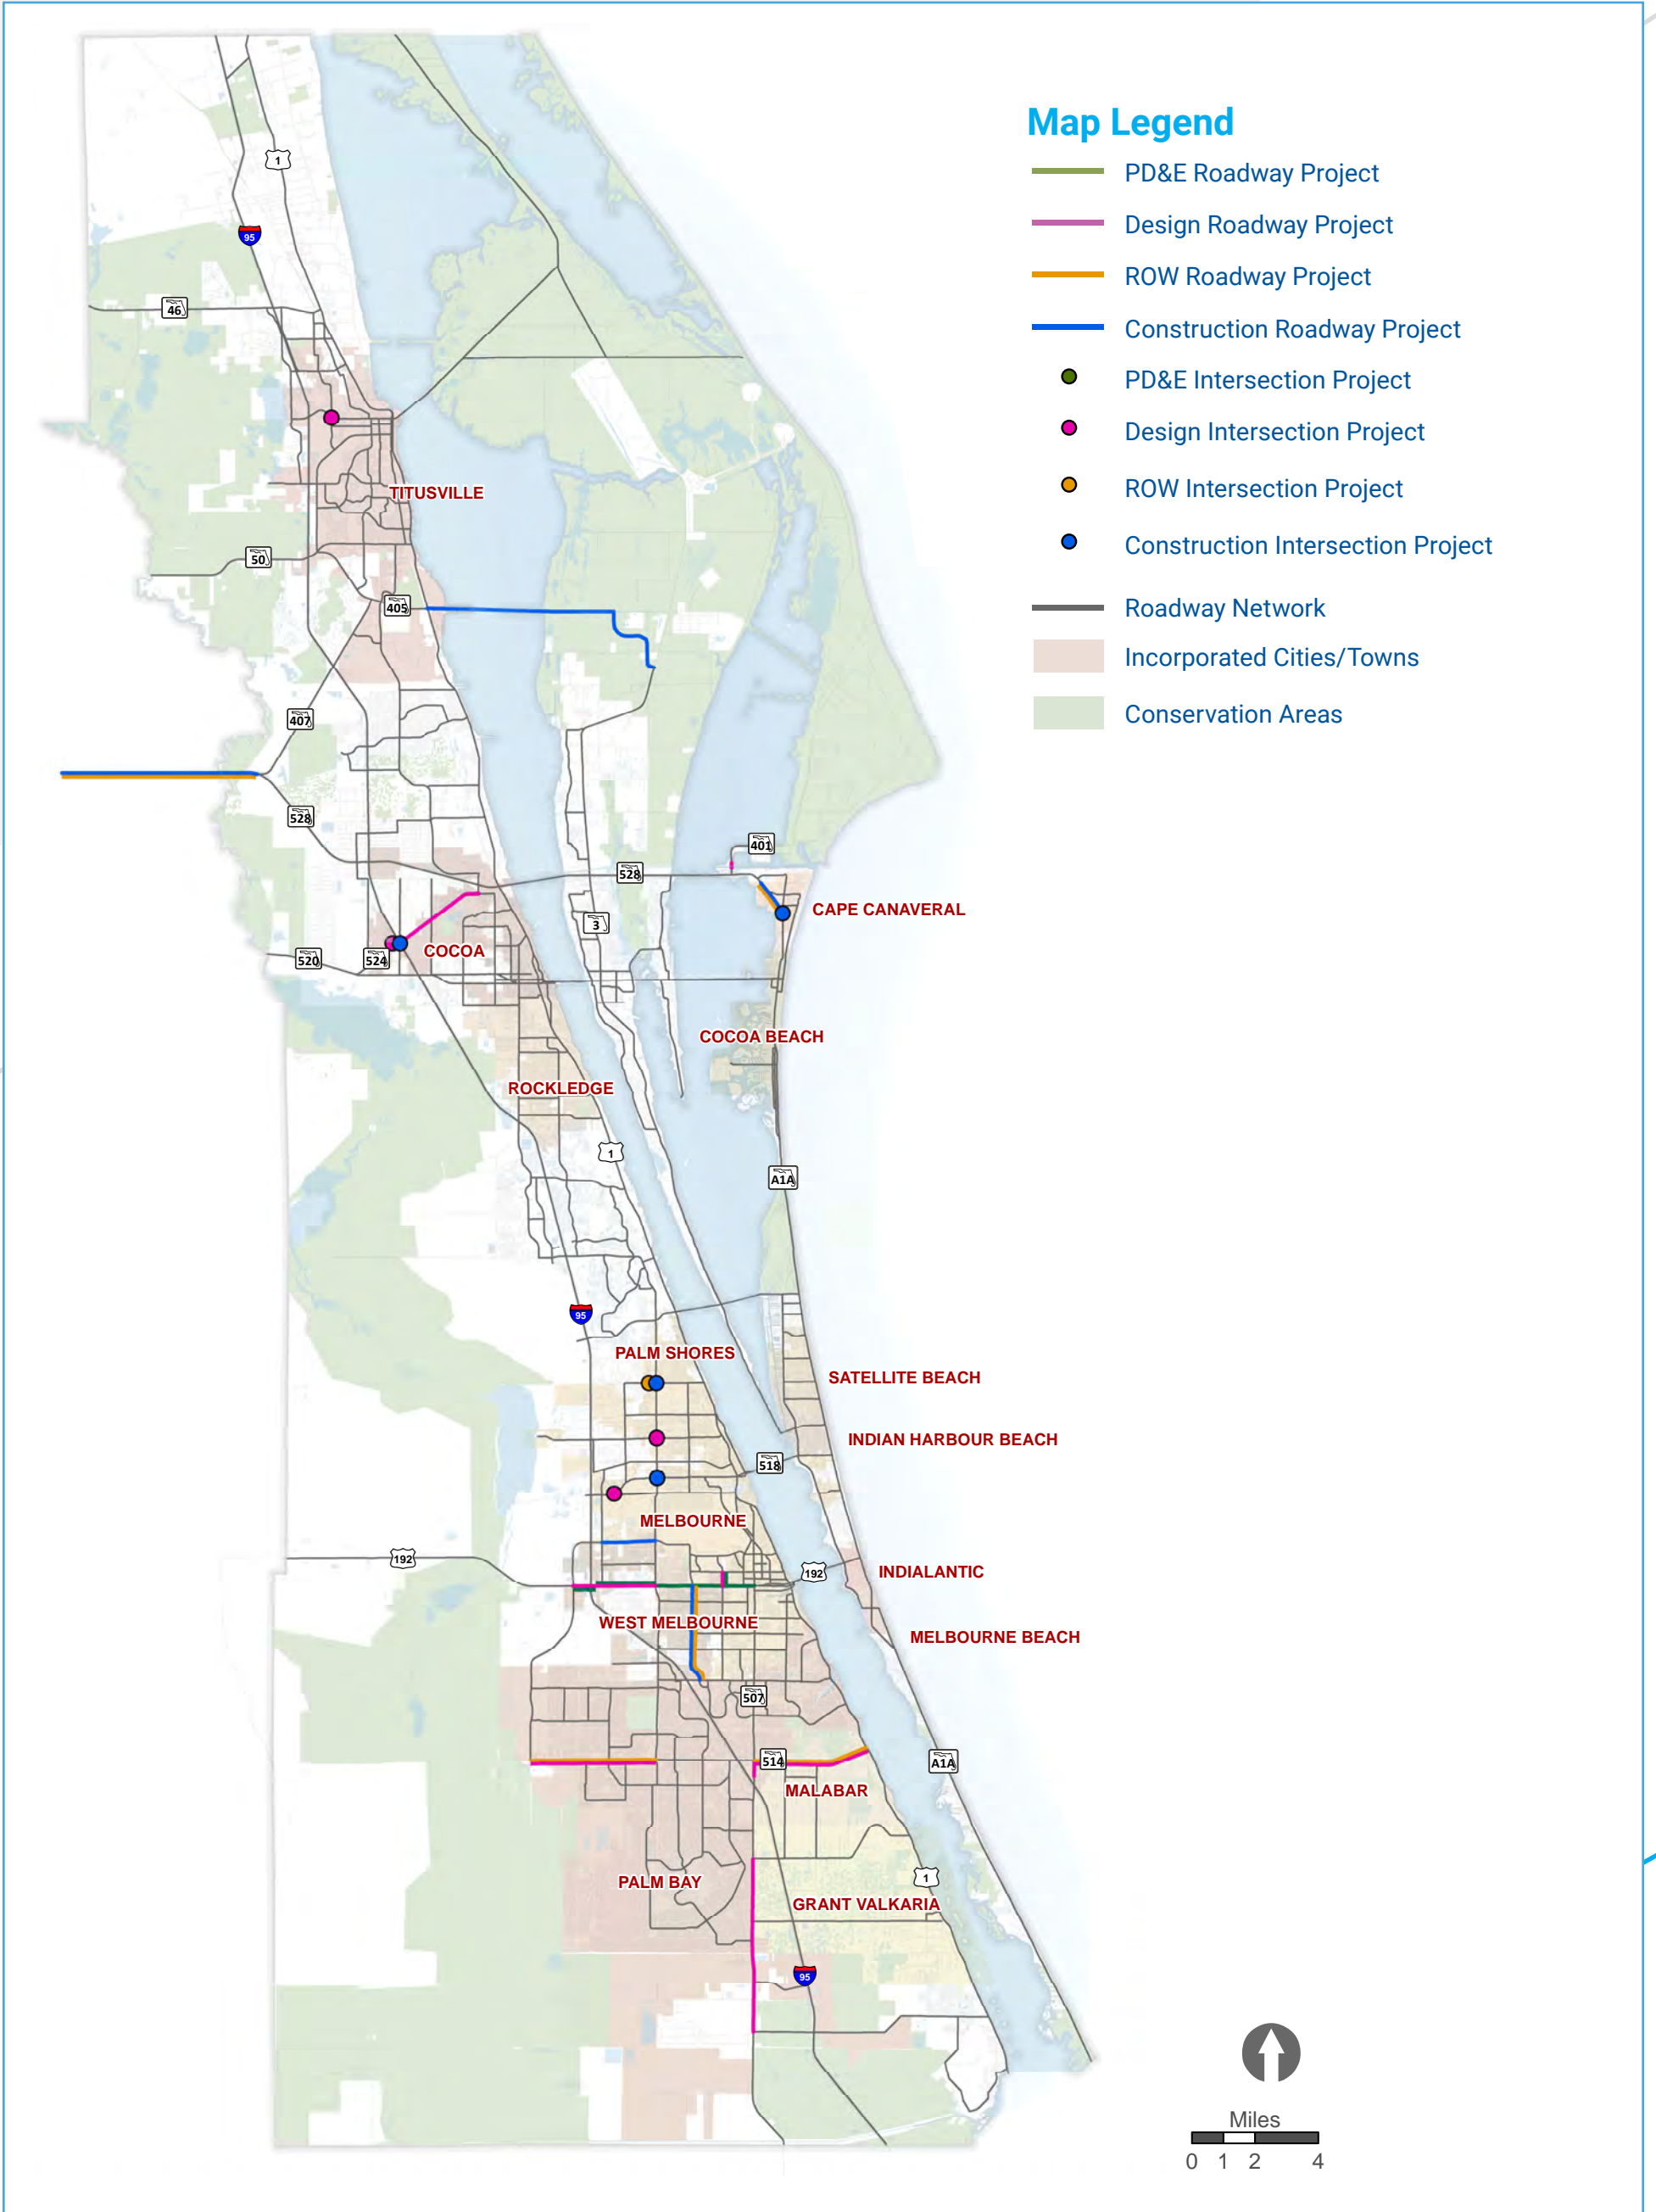 Map Legend
PD&E Roadway Project
Design Roadway Project
ROW Roadway Project
Construction Roadway Project
PD&E Intersection Project
Design Intersection Project
ROW Intersection Project
Construction Intersection Project
Roadway Network
Incorporated Cities/Towns
Conservation Areas
1
95
46
TITUSVILLE
50
405
407
528
401
528
CAPE CANAVERAL
3
COCOA
520
524
COCOA BEACH
ROCKLEDGE
1
A1A
95
PALM SHORES
SATELLITE BEACH
INDIAN HARBOUR BEACH
518
MELBOURNE
192
192
INDIALANTIC
WEST MELBOURNE
MELBOURNE BEACH
507
514
A1A
MALABAR
1
PALM BAY
GRANT VALKARIA
95
Miles
0 1 2 4